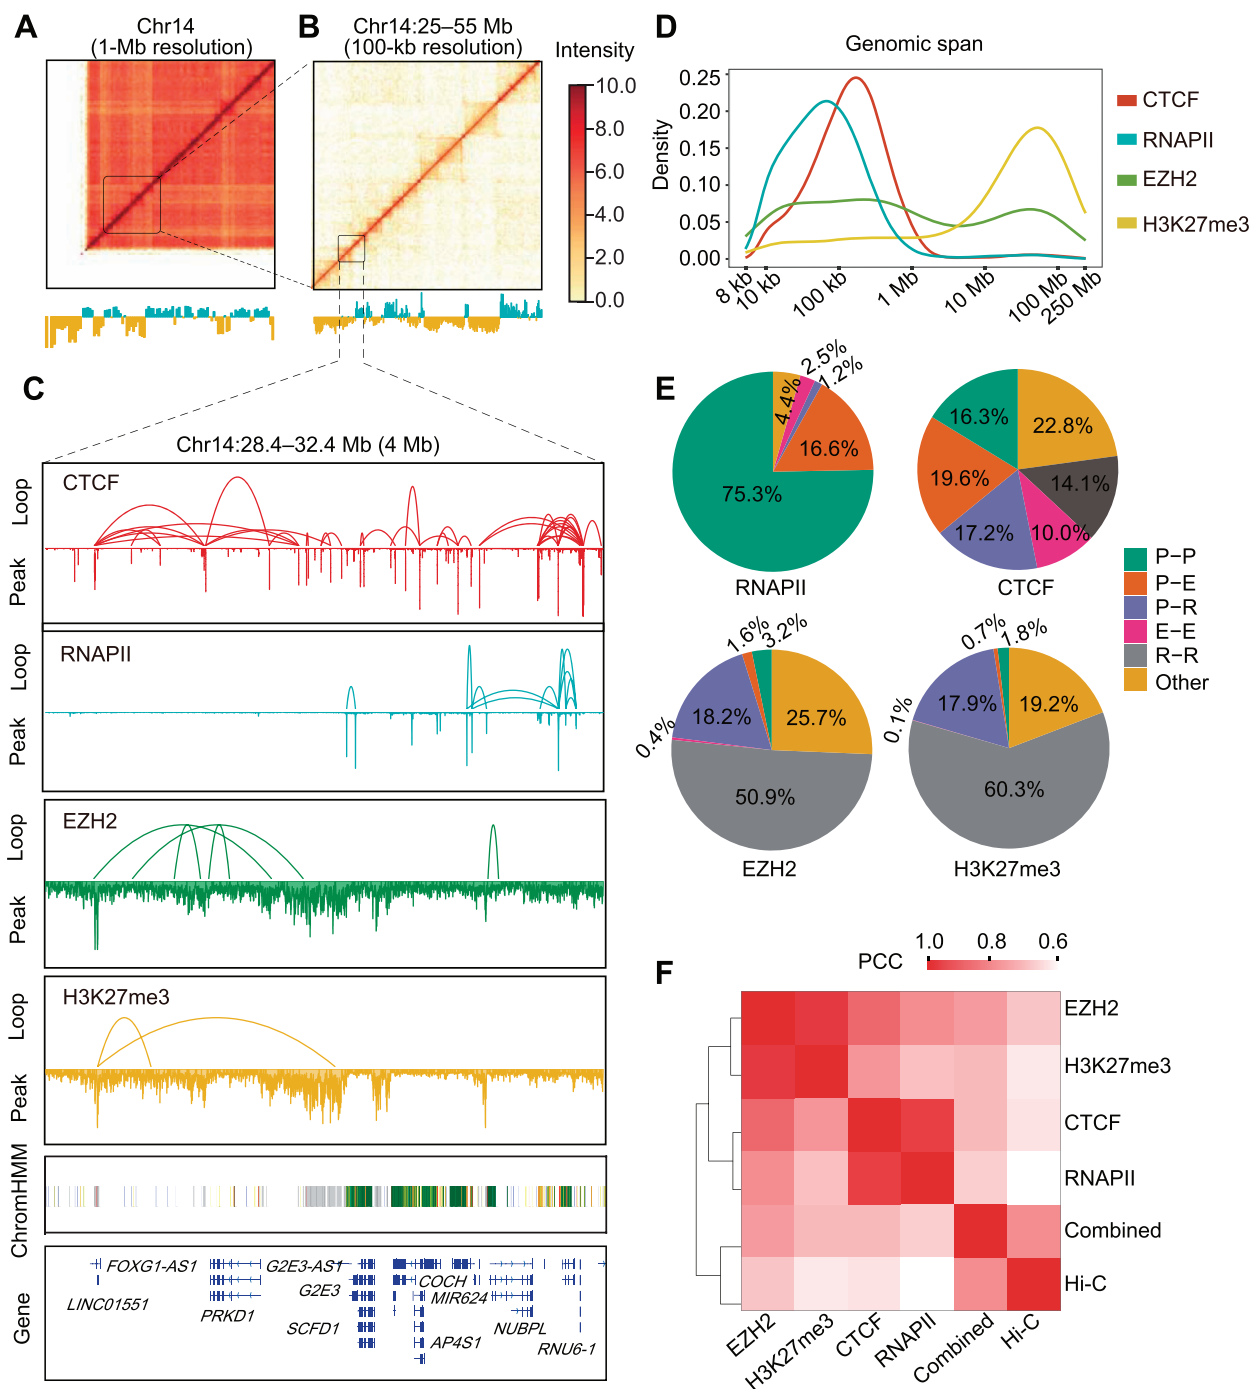 A
Chr14
(1-Mb resolution)
B
Chr14:25–55 Mb
(100-kb resolution)
Intensity
10.0
8.0
6.0
4.0
2.0
0.0
C
Chr14:28.4–32.4 Mb (4 Mb)
Loop
Peak
CTCF
Loop
Peak
RNAPII
Loop
Peak
EZH2
Loop
Peak
H3K27me3
ChromHMM
Gene
FOXG1-AS1
G2E3-AS1
LINC01551
PRKD1
G2E3
COCH
MIR624
SCFD1
AP4S1
NUBPL
RNU6-1
D
Genomic span
Density
0.25
0.20
0.15
0.10
0.05
0.00
8 kb
10 kb
100 kb
1 Mb
10 Mb
100 Mb
250 Mb
CTCF
RNAPII
EZH2
H3K27me3
E
4.4%
2.5%
1.2%
16.6%
75.3%
RNAPII
16.3%
22.8%
19.6%
14.1%
17.2%
10.0%
CTCF
1.6%
3.2%
18.2%
25.7%
0.4%
50.9%
EZH2
0.7%
1.8%
17.9%
19.2%
0.1%
60.3%
H3K27me3
P–P
P–E
P–R
E–E
R–R
Other
F
PCC
1.0
0.8
0.6
EZH2
H3K27me3
CTCF
RNAPII
Combined
Hi-C
EZH2
H3K27me3
CTCF
RNAPII
Combined
Hi-C